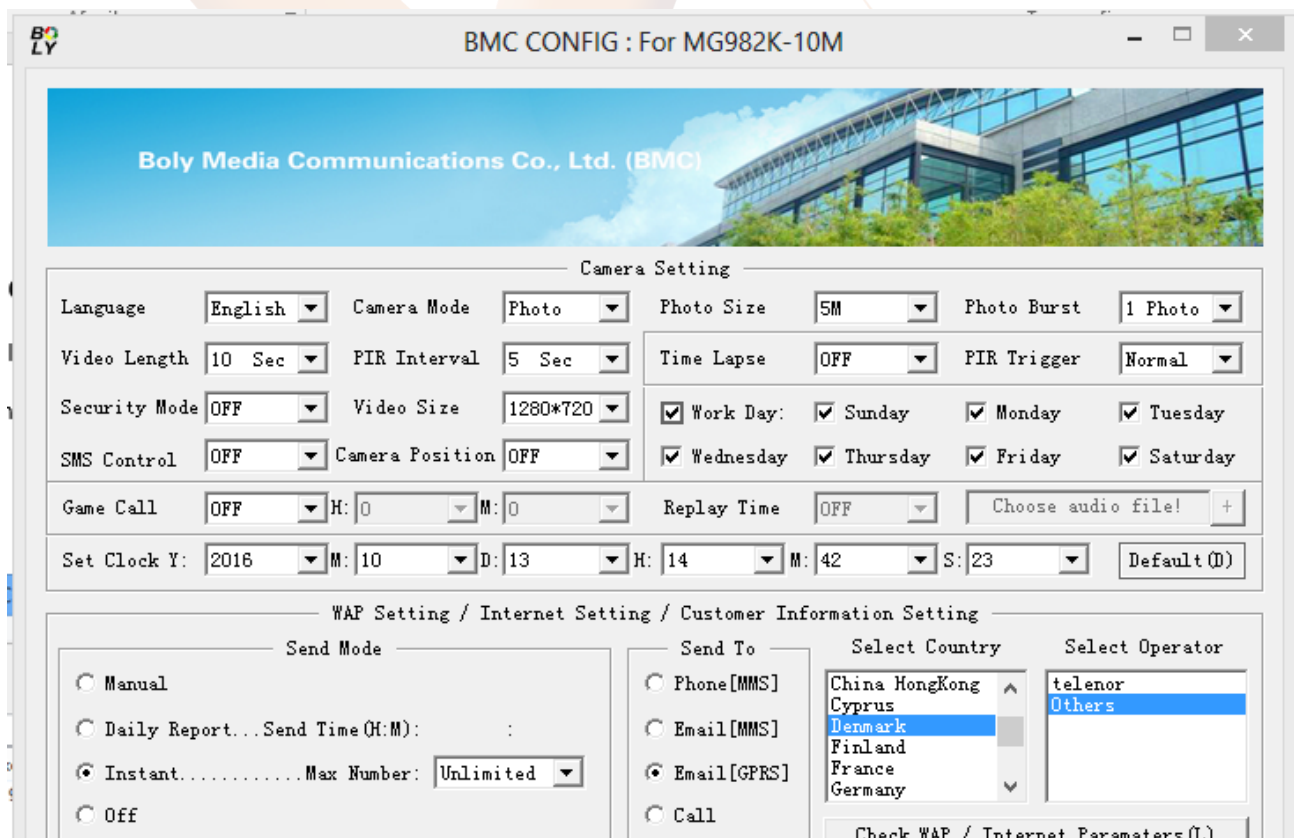 BOLY
BMC CONFIG : For MG982K-10M
Boly Media Communications Co., Ltd. (BMC)
Camera Setting
Language English Camera Mode Photo Photo Size 5M Photo Burst 1 Photo
Video Length 10 Sec PIR Interval 5 Sec Time Lapse OFF PIR Trigger Normal
Security Mode OFF Video Size 1280*720 Work Day: Sunday Monday Tuesday
SMS Control OFF Camera Position OFF Wednesday Thursday Friday Saturday
Game Call OFF H: 0 M: 0 Replay Time OFF Choose audio file! +
Set Clock Y: 2016 M: 10 D: 13 H: 14 M: 42 S: 23 Default(D)
WAP Setting / Internet Setting / Customer Information Setting
Send Mode Send To Select Country Select Operator
Manual Phone[MMS] China HongKong telenor
Cyprus Others
Daily Report...Send Time(H:M): : Email[MMS] Denmark
Finland
Instant............Max Number: Unlimited Email[GPRS] France
Germany
Off Call
Check WAP / Internet Paramaters(L)